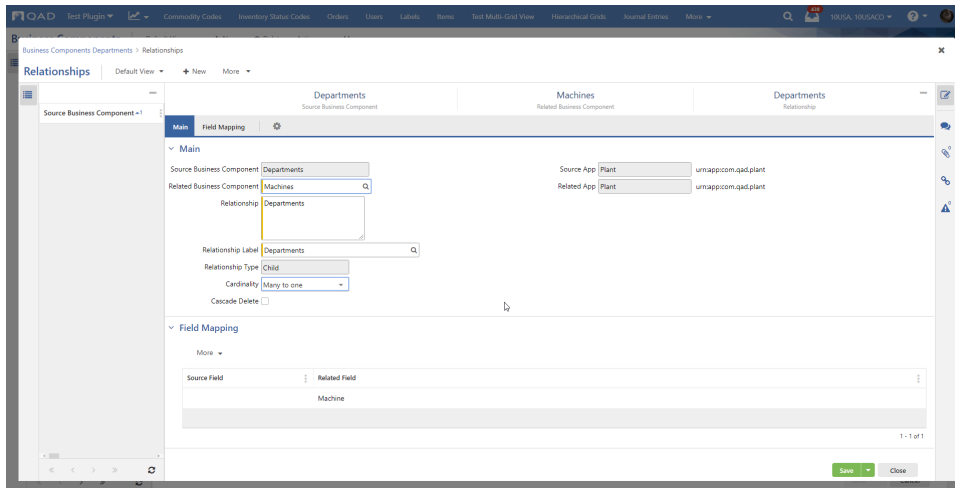 QAD Test Plugin Commodity Codes Inventory Status Codes Orders Users Labels Items Test Multi-Grid View Hierarchical Grids Journal Entries More 10USA, 10USACO
Business Components Departments > Relationships
Relationships Default View + New More
Departments Machines Departments
Source Business Component Related Business Component Relationship
Source Business Component 1
Main Field Mapping
Main
Source Business Component Departments Source App Plant urn:app:com.qad.plant
Related Business Component Machines Related App Plant urn:app:com.qad.plant
Relationship Departments
Relationship Label Departments
Relationship Type Child
Cardinality Many to one
Cascade Delete
Field Mapping
More
Source Field Related Field
Machine
1 - 1 of 1
Save Close